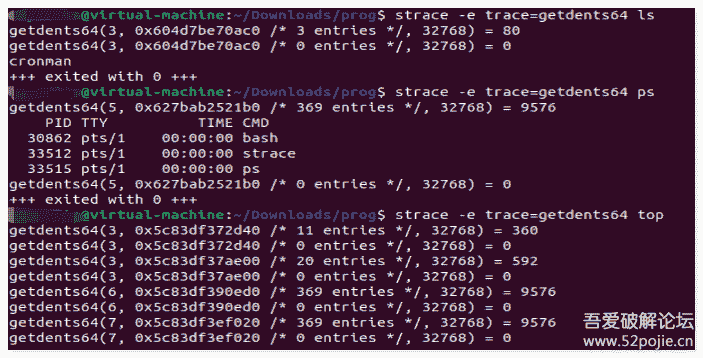 @virtual-machine:~/Downloads/prog$ strace -e trace=getdents64 ls
getdents64(3, 0x604d7be70ac0 /* 3 entries */, 32768) = 80
getdents64(3, 0x604d7be70ac0 /* 0 entries */, 32768) = 0
cronman
+++ exited with 0 +++
@virtual-machine:~/Downloads/prog$ strace -e trace=getdents64 ps
getdents64(5, 0x627bab2521b0 /* 369 entries */, 32768) = 9576
PID TTY TIME CMD
30862 pts/1 00:00:00 bash
33512 pts/1 00:00:00 strace
33515 pts/1 00:00:00 ps
getdents64(5, 0x627bab2521b0 /* 0 entries */, 32768) = 0
+++ exited with 0 +++
@virtual-machine:~/Downloads/prog$ strace -e trace=getdents64 top
getdents64(3, 0x5c83df372d40 /* 11 entries */, 32768) = 360
getdents64(3, 0x5c83df372d40 /* 0 entries */, 32768) = 0
getdents64(3, 0x5c83df37ae00 /* 20 entries */, 32768) = 592
getdents64(3, 0x5c83df37ae00 /* 0 entries */, 32768) = 0
getdents64(6, 0x5c83df390ed0 /* 369 entries */, 32768) = 9576
getdents64(6, 0x5c83df390ed0 /* 0 entries */, 32768) = 0
getdents64(7, 0x5c83df3ef020 /* 369 entries */, 32768) = 9576
getdents64(7, 0x5c83df3ef020 /* 0 entries */, 32768) = 0
吾爱破解论坛
www.52pojie.cn